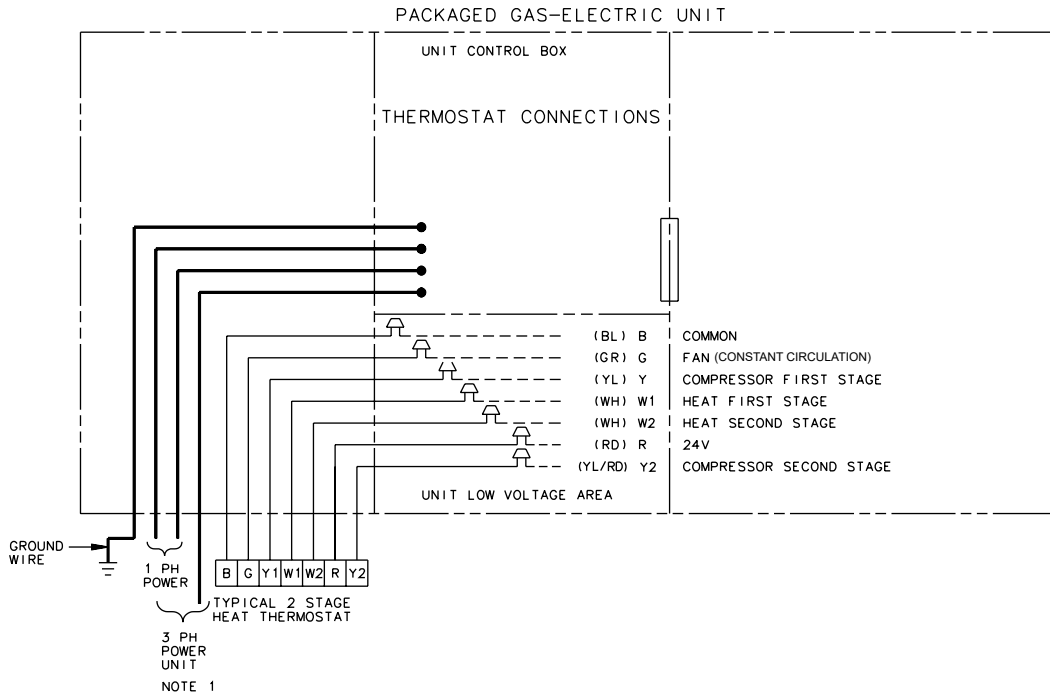 PACKAGED GAS-ELECTRIC UNIT
UNIT CONTROL BOX
THERMOSTAT CONNECTIONS
(BL) B COMMON
(GR) G FAN (CONSTANT CIRCULATION)
(YL) Y COMPRESSOR FIRST STAGE
(WH) W1 HEAT FIRST STAGE
(WH) W2 HEAT SECOND STAGE
(RD) R 24V
(YL/RD) Y2 COMPRESSOR SECOND STAGE
UNIT LOW VOLTAGE AREA
GROUND
WIRE
1 PH
POWER
B G Y1 W1 W2 R Y2
TYPICAL 2 STAGE
HEAT THERMOSTAT
3 PH
POWER
UNIT
NOTE 1